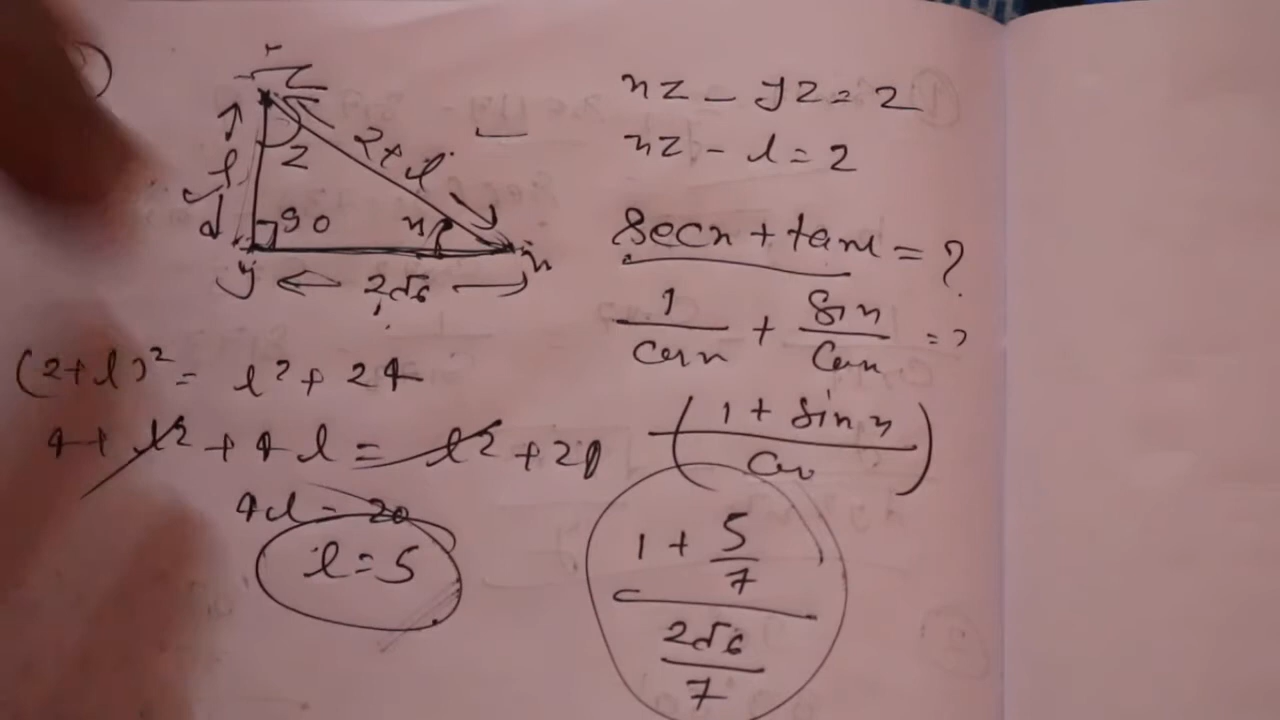 z
l
2+l
z
90
x
y
x
2√6
xz - yz = 2
xz - l = 2
secx + tanx = ?
1/cosx + sinx/cosx = ?
(2+l)² = l² + 24
4 + l² + 4l = l² + 24
(1 + sinx / cos)
4l = 20
l = 5
1 + 5/7
2√6/7